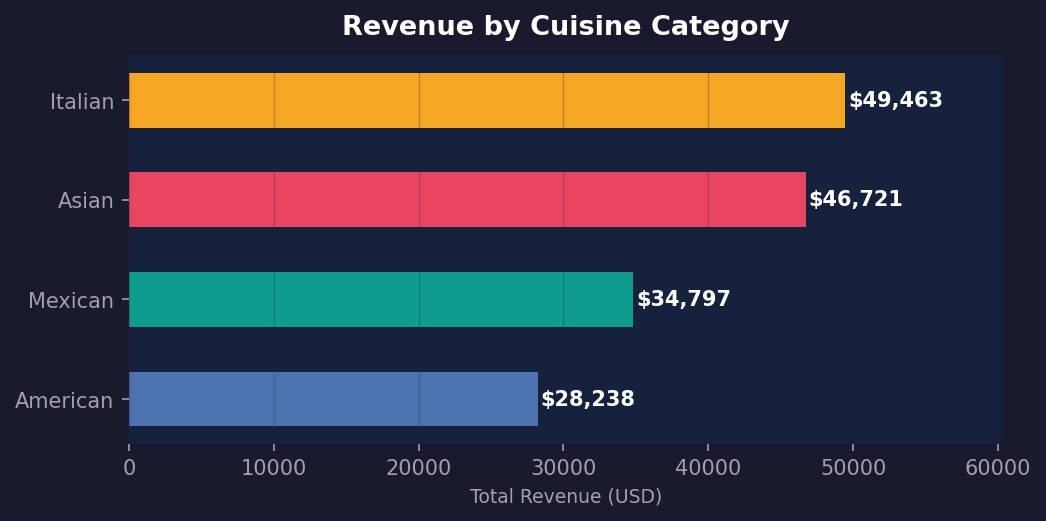 Revenue by Cuisine Category
Italian
$49,463
Asian
$46,721
Mexican
$34,797
American
$28,238
0 10000 20000 30000 40000 50000 60000
Total Revenue (USD)